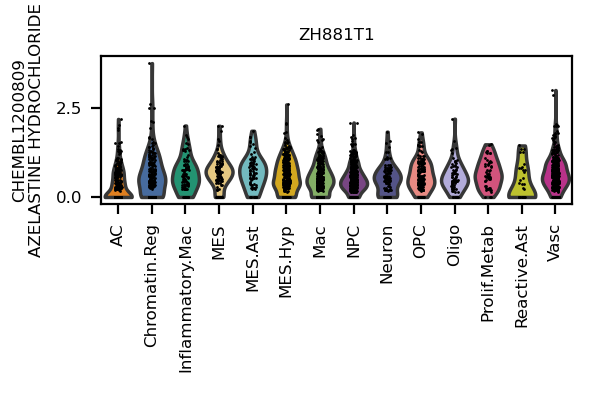 ZH881T1
CHEMBL1200809
AZELASTINE HYDROCHLORIDE
2.5
0.0
AC
Chromatin.Reg
Inflammatory.Mac
MES
MES.Ast
MES.Hyp
Mac
NPC
Neuron
OPC
Oligo
Prolif.Metab
Reactive.Ast
Vasc